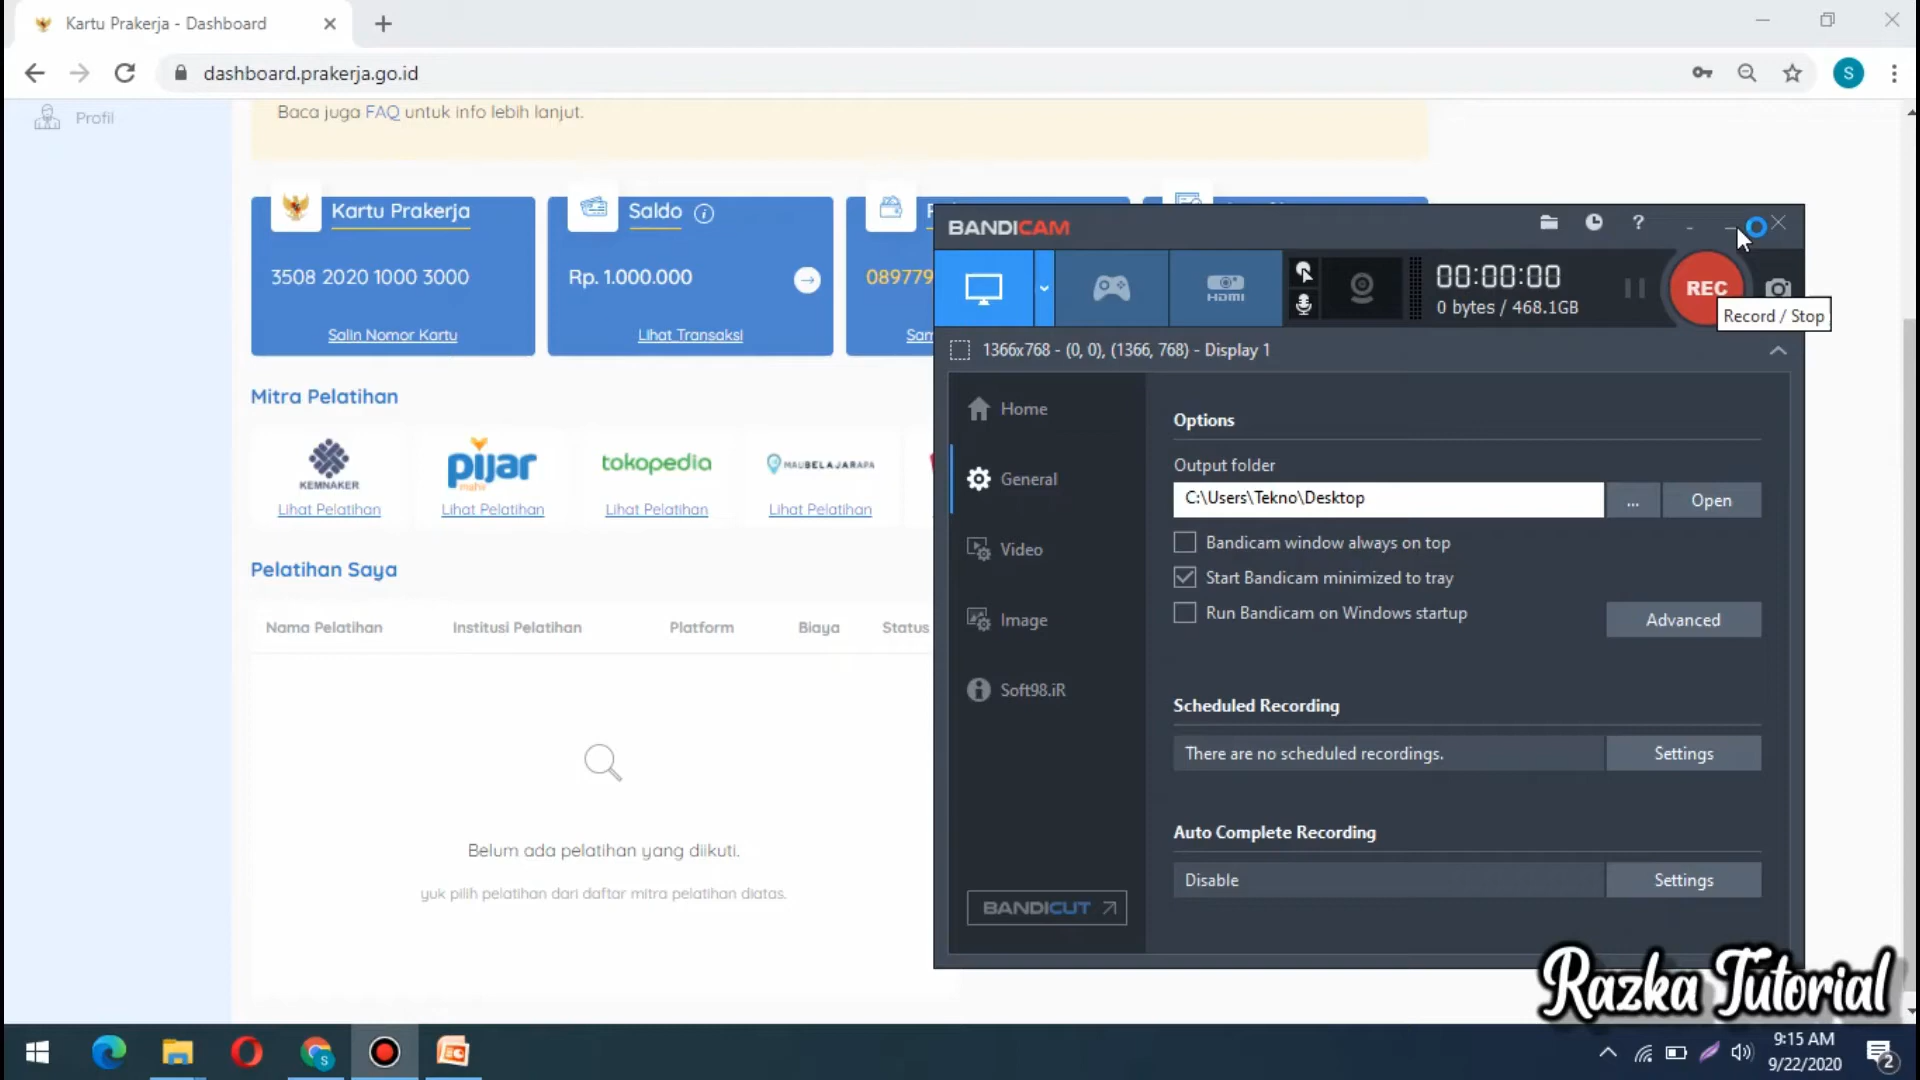 Kartu Prakerja - Dashboard
dashboard.prakerja.go.id
S
Profil
Baca juga FAQ untuk info lebih lanjut.
Kartu Prakerja
3508 2020 1000 3000
Salin Nomor Kartu
Saldo
Rp. 1.000.000
Lihat Transaksi
089779
Sam
Mitra Pelatihan
KEMNAKER
Lihat Pelatihan
pijar
mahir
Lihat Pelatihan
tokopedia
Lihat Pelatihan
MAUBELAJARAPA
Lihat Pelatihan
Pelatihan Saya
Nama Pelatihan
Institusi Pelatihan
Platform
Biaya
Status
Belum ada pelatihan yang diikuti.
yuk pilih pelatihan dari daftar mitra pelatihan diatas.
BANDICAM
?
HDMI
00:00:00
0 bytes / 468.1GB
REC
Record / Stop
1366x768 - (0, 0), (1366, 768) - Display 1
Home
General
Video
Image
Soft98.iR
BANDICUT
Options
Output folder
C:\Users\Tekno\Desktop
...
Open
Bandicam window always on top
Start Bandicam minimized to tray
Run Bandicam on Windows startup
Advanced
Scheduled Recording
There are no scheduled recordings.
Settings
Auto Complete Recording
Disable
Settings
Razka Tutorial
9:15 AM
9/22/2020
2